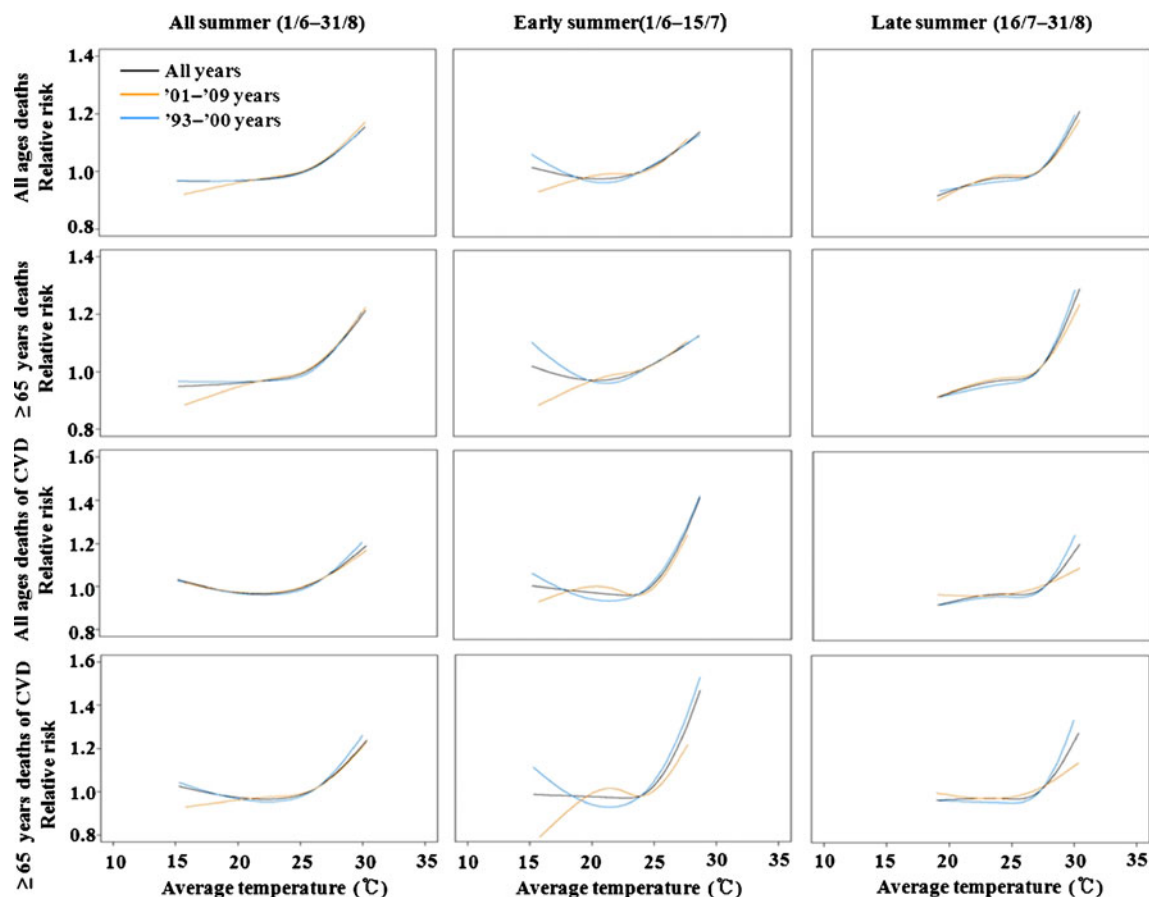 All summer (1/6–31/8)
Early summer(1/6–15/7)
Late summer (16/7–31/8)
All ages deaths
Relative risk
1.4
1.2
1.0
0.8
All years
’01–’09 years
’93–’00 years
≥65 years deaths
Relative risk
1.4
1.2
1.0
0.8
All ages deaths of CVD
Relative risk
1.6
1.4
1.2
1.0
0.8
≥65 years deaths of CVD
Relative risk
1.6
1.4
1.2
1.0
0.8
10 15 20 25 30 35
10 15 20 25 30 35
10 15 20 25 30 35
Average temperature (℃)
Average temperature (℃)
Average temperature (℃)